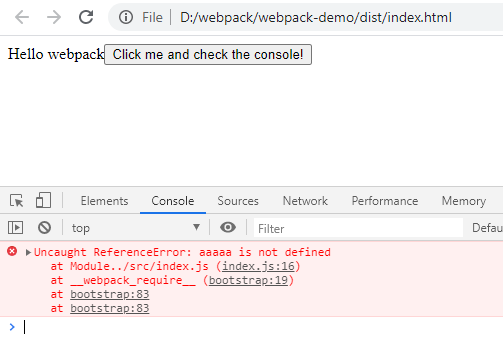 File D:/webpack/webpack-demo/dist/index.html
Hello webpack Click me and check the console!
Elements Console Sources Network Performance Memory
top Filter Defau
Uncaught ReferenceError: aaaaa is not defined
at Module../src/index.js (index.js:16)
at __webpack_require__ (bootstrap:19)
at bootstrap:83
at bootstrap:83